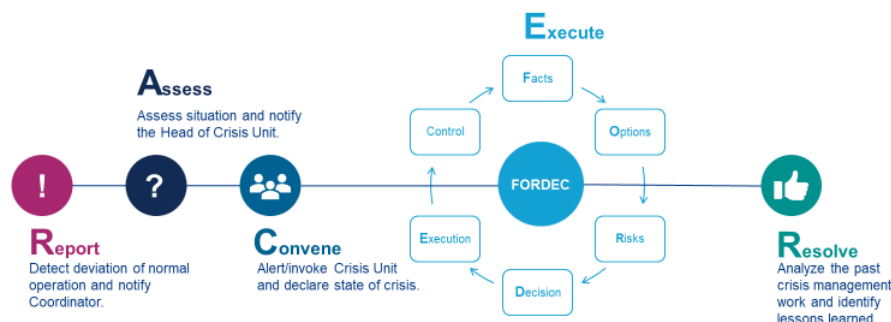 Execute
Assess
Assess situation and notify
the Head of Crisis Unit.
Facts
Control
Options
!
?
FORDEC
Report
Detect deviation of normal
operation and notify
Coordinator.
Convene
Alert/invoke Crisis Unit
and declare state of crisis.
Execution
Risks
Decision
Resolve
Analyze the past
crisis management
work and identify
lessons learned.